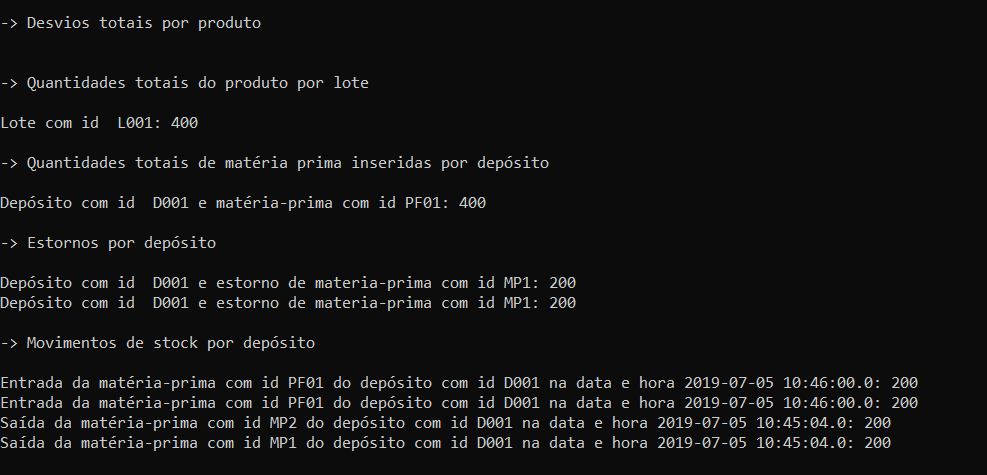 -> Desvios totais por produto
-> Quantidades totais do produto por lote
Lote com id  L001: 400
-> Quantidades totais de matéria prima inseridas por depósito
Depósito com id  D001 e matéria-prima com id PF01: 400
-> Estornos por depósito
Depósito com id  D001 e estorno de materia-prima com id MP1: 200
Depósito com id  D001 e estorno de materia-prima com id MP1: 200
-> Movimentos de stock por depósito
Entrada da matéria-prima com id PF01 do depósito com id D001 na data e hora 2019-07-05 10:46:00.0: 200
Entrada da matéria-prima com id PF01 do depósito com id D001 na data e hora 2019-07-05 10:46:00.0: 200
Saída da matéria-prima com id MP2 do depósito com id D001 na data e hora 2019-07-05 10:45:04.0: 200
Saída da matéria-prima com id MP1 do depósito com id D001 na data e hora 2019-07-05 10:45:04.0: 200